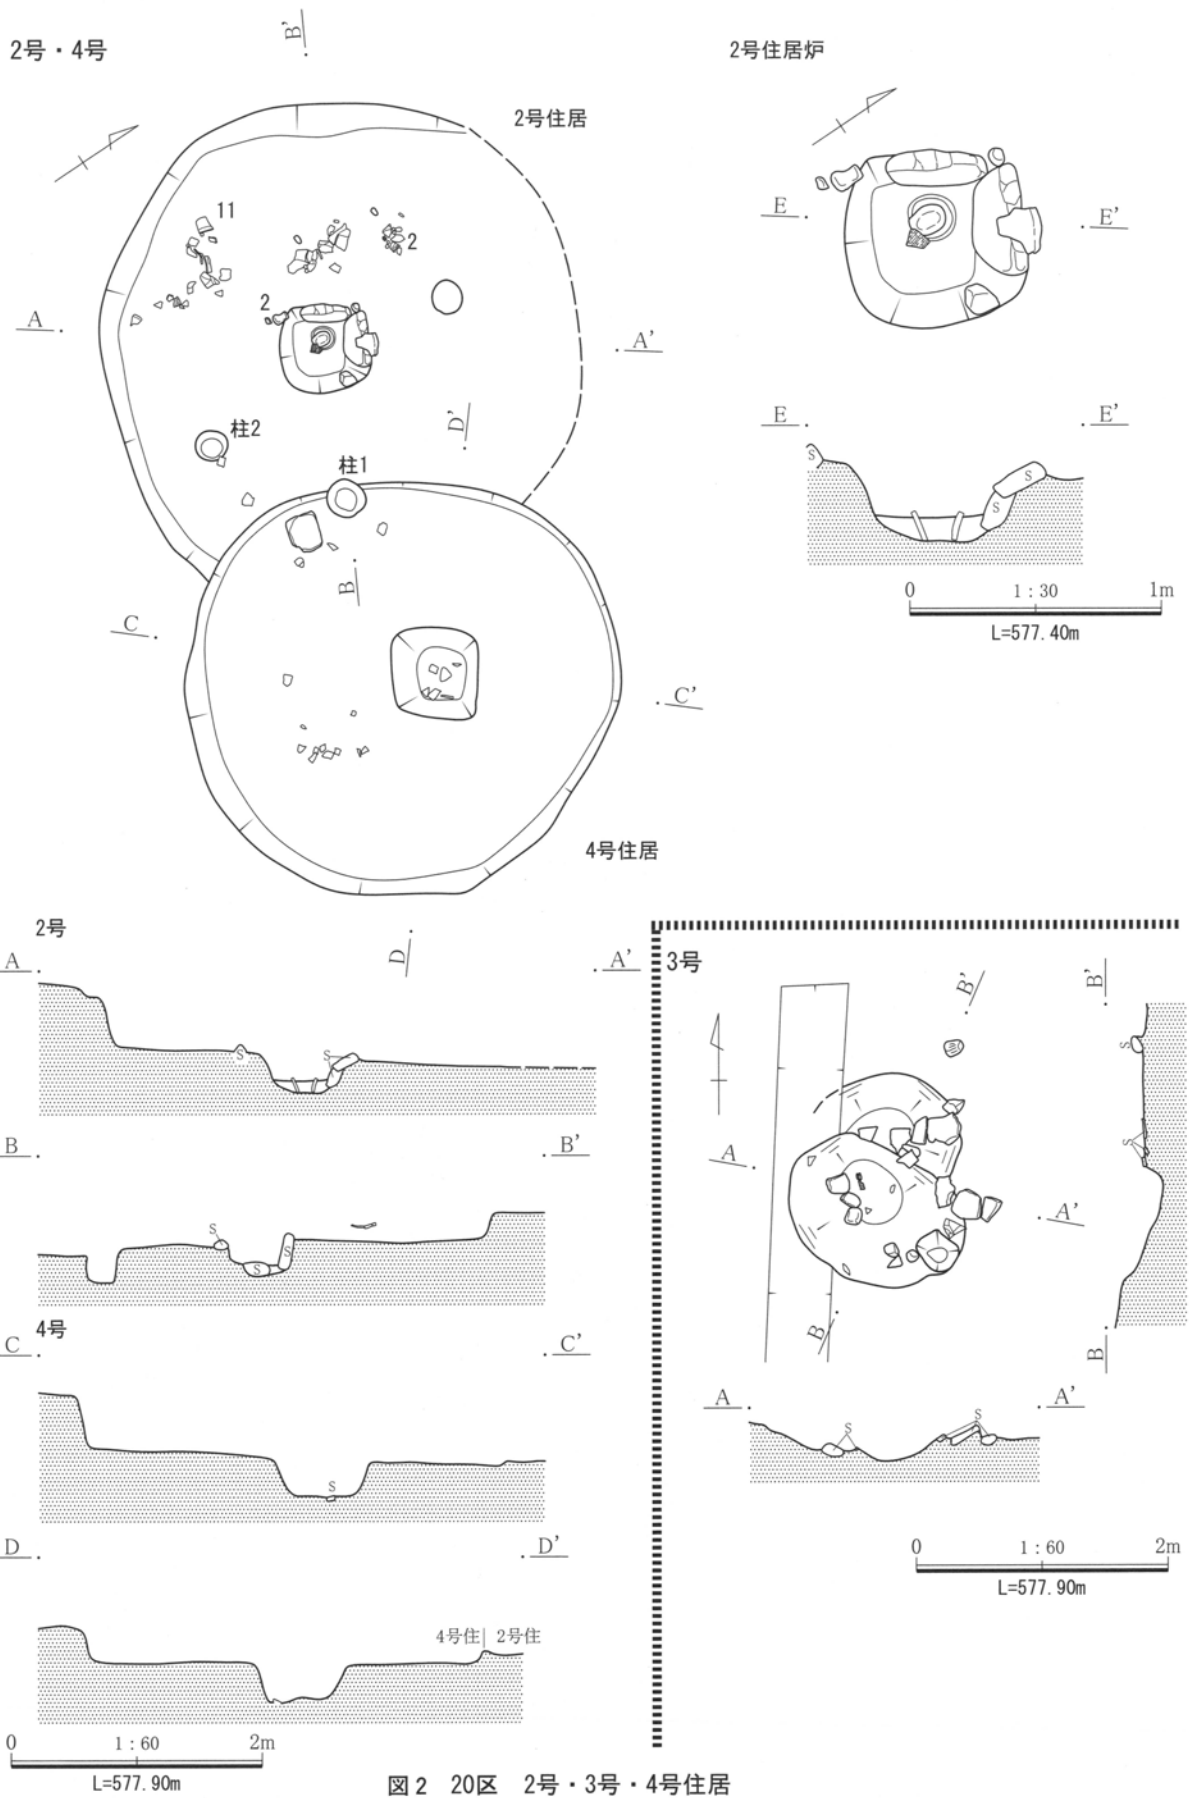 2号・4号
B'
2号住居
11
2
2
A
A'
柱2
D'
柱1
B
C
C'
4号住居
D
2号住居炉
E
E'
E
E'
S
S
S
0 1:30 1m
L=577.40m
2号
A
A'
S
S
B
B'
S
S
S
4号
C
C'
S
D
D'
4号住 2号住
0 1:60 2m
L=577.90m
3号
B'
B'
A
A'
S
S
B
B
A
A'
S
S
0 1:60 2m
L=577.90m
図2 20区 2号・3号・4号住居